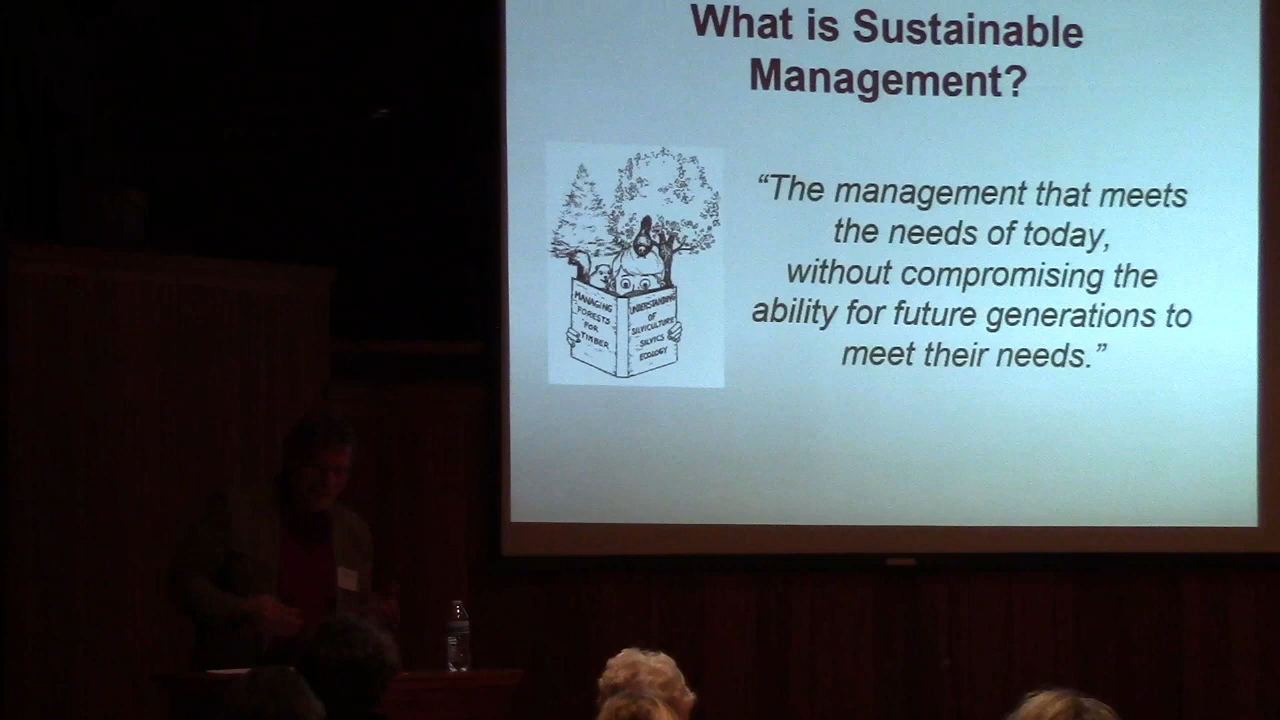 What is Sustainable
Management?
“The management that meets
the needs of today,
without compromising the
ability for future generations to
meet their needs.”
MANAGING
FORESTS
FOR
TIMBER
UNDERSTANDING
OF
SILVICULTURE
SILVICS
ECOLOGY